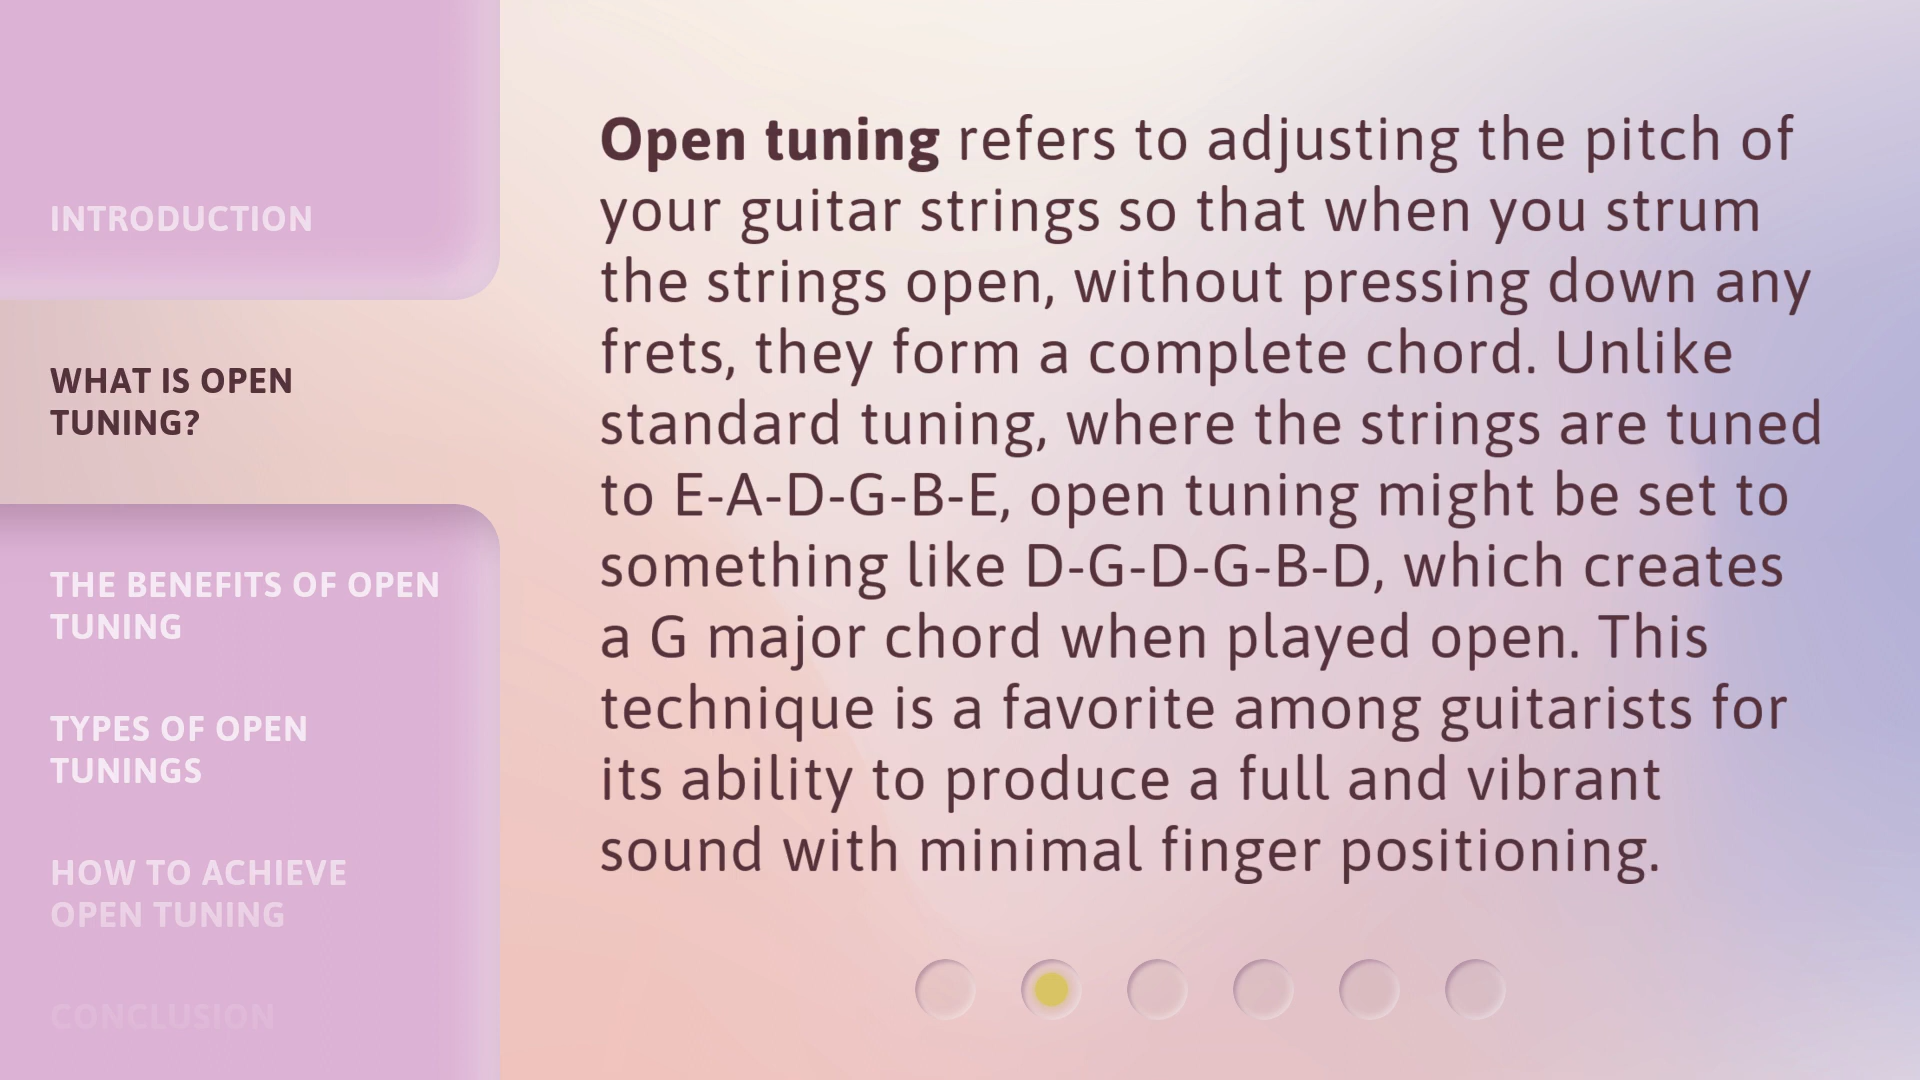 INTRODUCTION
WHAT IS OPEN
TUNING?
THE BENEFITS OF OPEN
TUNING
TYPES OF OPEN
TUNINGS
HOW TO ACHIEVE
OPEN TUNING
CONCLUSION
Open tuning refers to adjusting the pitch of
your guitar strings so that when you strum
the strings open, without pressing down any
frets, they form a complete chord. Unlike
standard tuning, where the strings are tuned
to E-A-D-G-B-E, open tuning might be set to
something like D-G-D-G-B-D, which creates
a G major chord when played open. This
technique is a favorite among guitarists for
its ability to produce a full and vibrant
sound with minimal finger positioning.